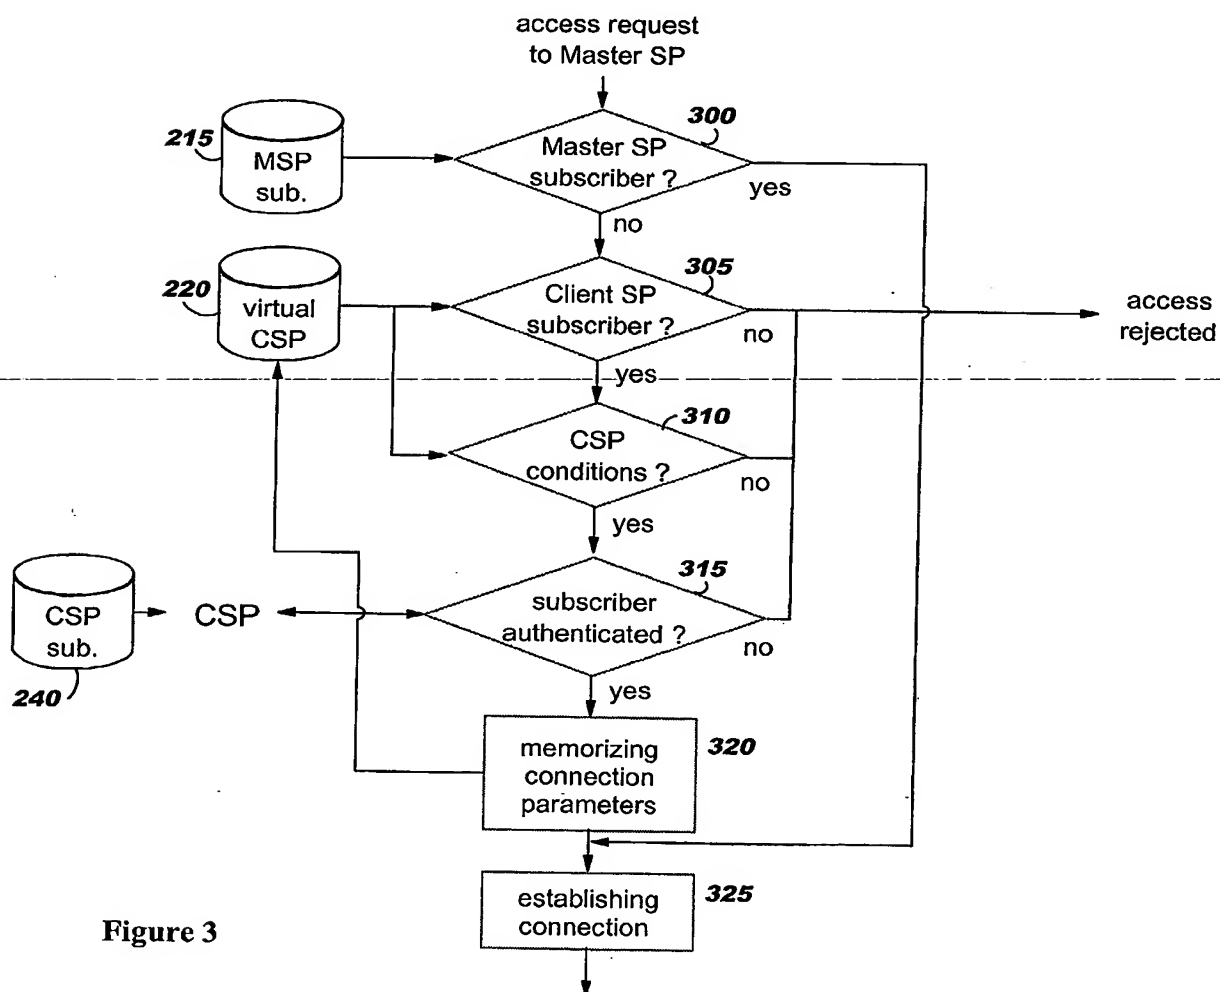 access request
to Master SP
300
215
MSP
sub.
Master SP
subscriber ?
yes
no
305
220
virtual
CSP
Client SP
subscriber ?
no
access
rejected
yes
310
CSP
conditions ?
no
yes
315
CSP
sub.
CSP
subscriber
authenticated ?
no
240
yes
memorizing
connection
parameters
320
establishing
connection
325
Figure 3